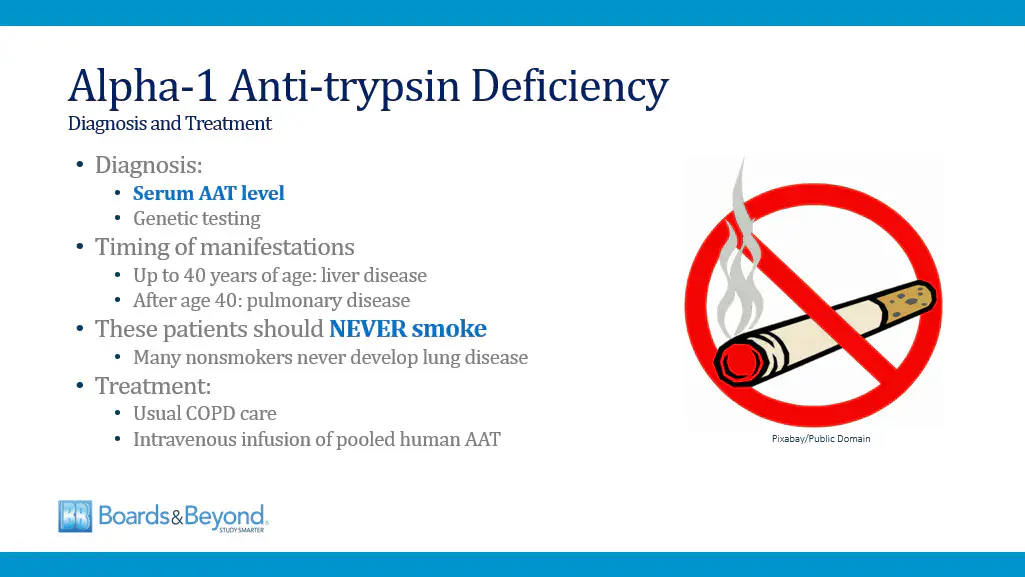 Alpha-1 Anti-trypsin Deficiency
Diagnosis and Treatment
• Diagnosis:
• Serum AAT level
• Genetic testing
• Timing of manifestations
• Up to 40 years of age: liver disease
• After age 40: pulmonary disease
• These patients should NEVER smoke
• Many nonsmokers never develop lung disease
• Treatment:
• Usual COPD care
• Intravenous infusion of pooled human AAT
Pixabay/Public Domain
BB Boards&Beyond®
STUDY SMARTER